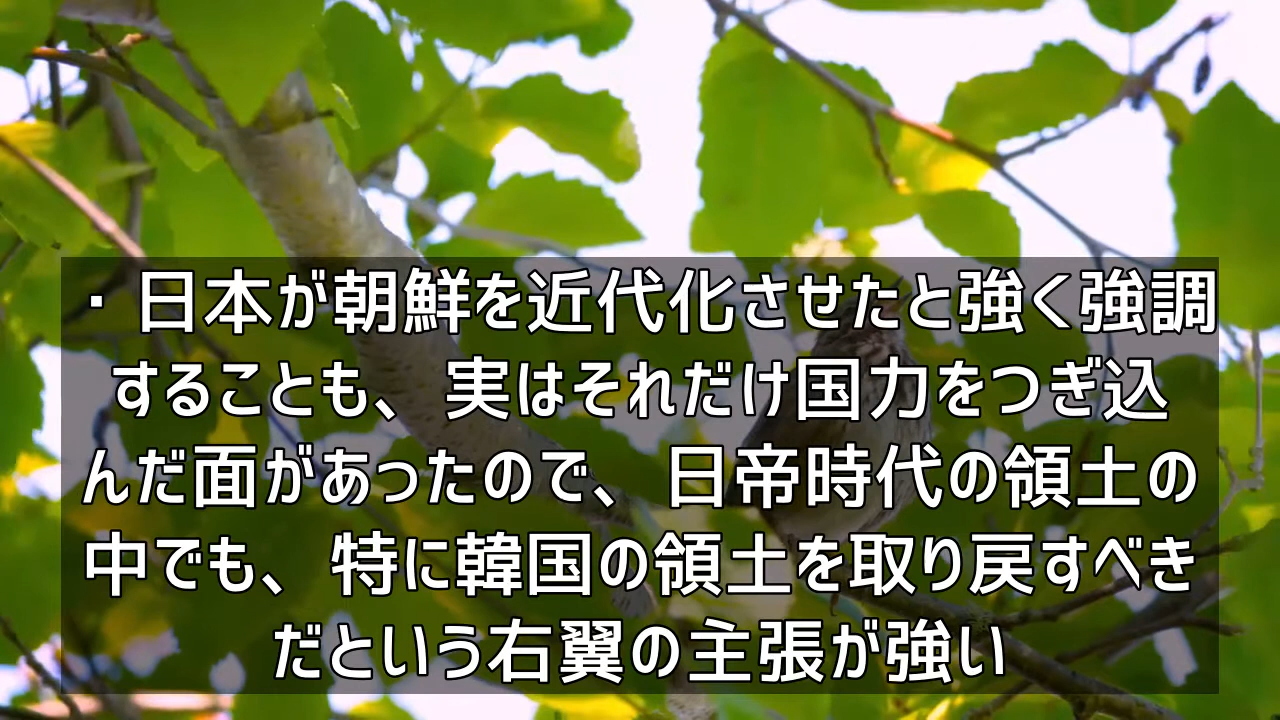 ・日本が朝鮮を近代化させたと強く強調
することも、実はそれだけ国力をつぎ込
んだ面があったので、日帝時代の領土の
中でも、特に韓国の領土を取り戻すべき
だという右翼の主張が強い